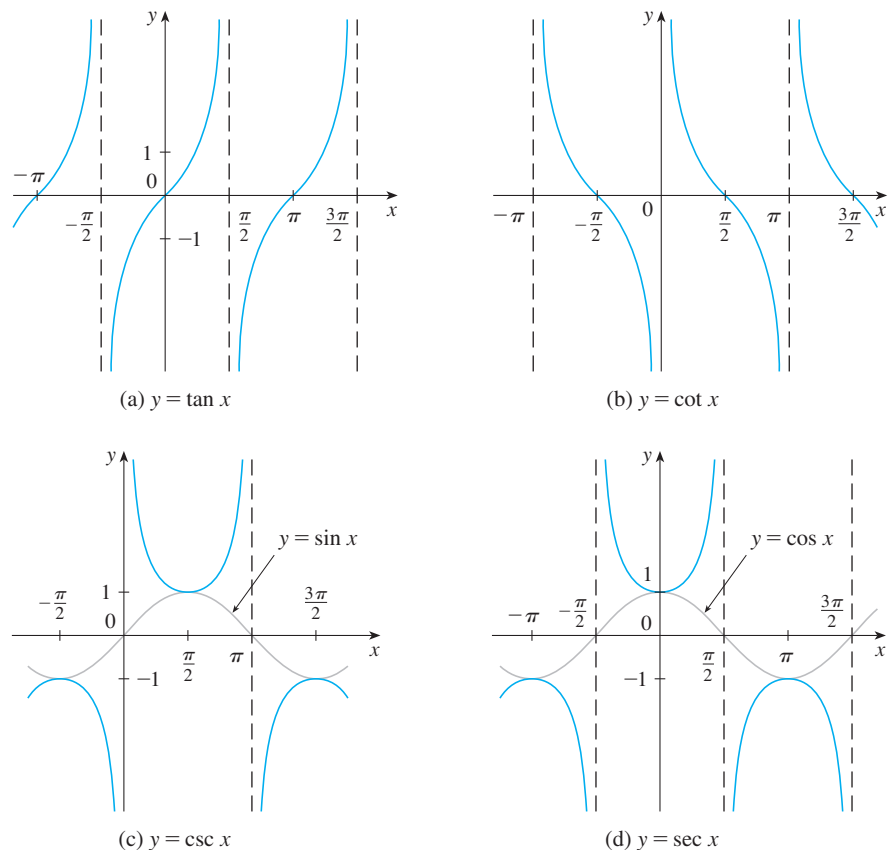 y
1
0
−π
−π/2
−1
π/2
π
3π/2
x
(a) y = tan x
y
−π
−π/2
0
π/2
π
3π/2
x
(b) y = cot x
y
y = sin x
1
0
−π/2
3π/2
π/2
π
x
−1
(c) y = csc x
y
y = cos x
1
−π
−π/2
3π/2
π/2
π
x
−1
(d) y = sec x